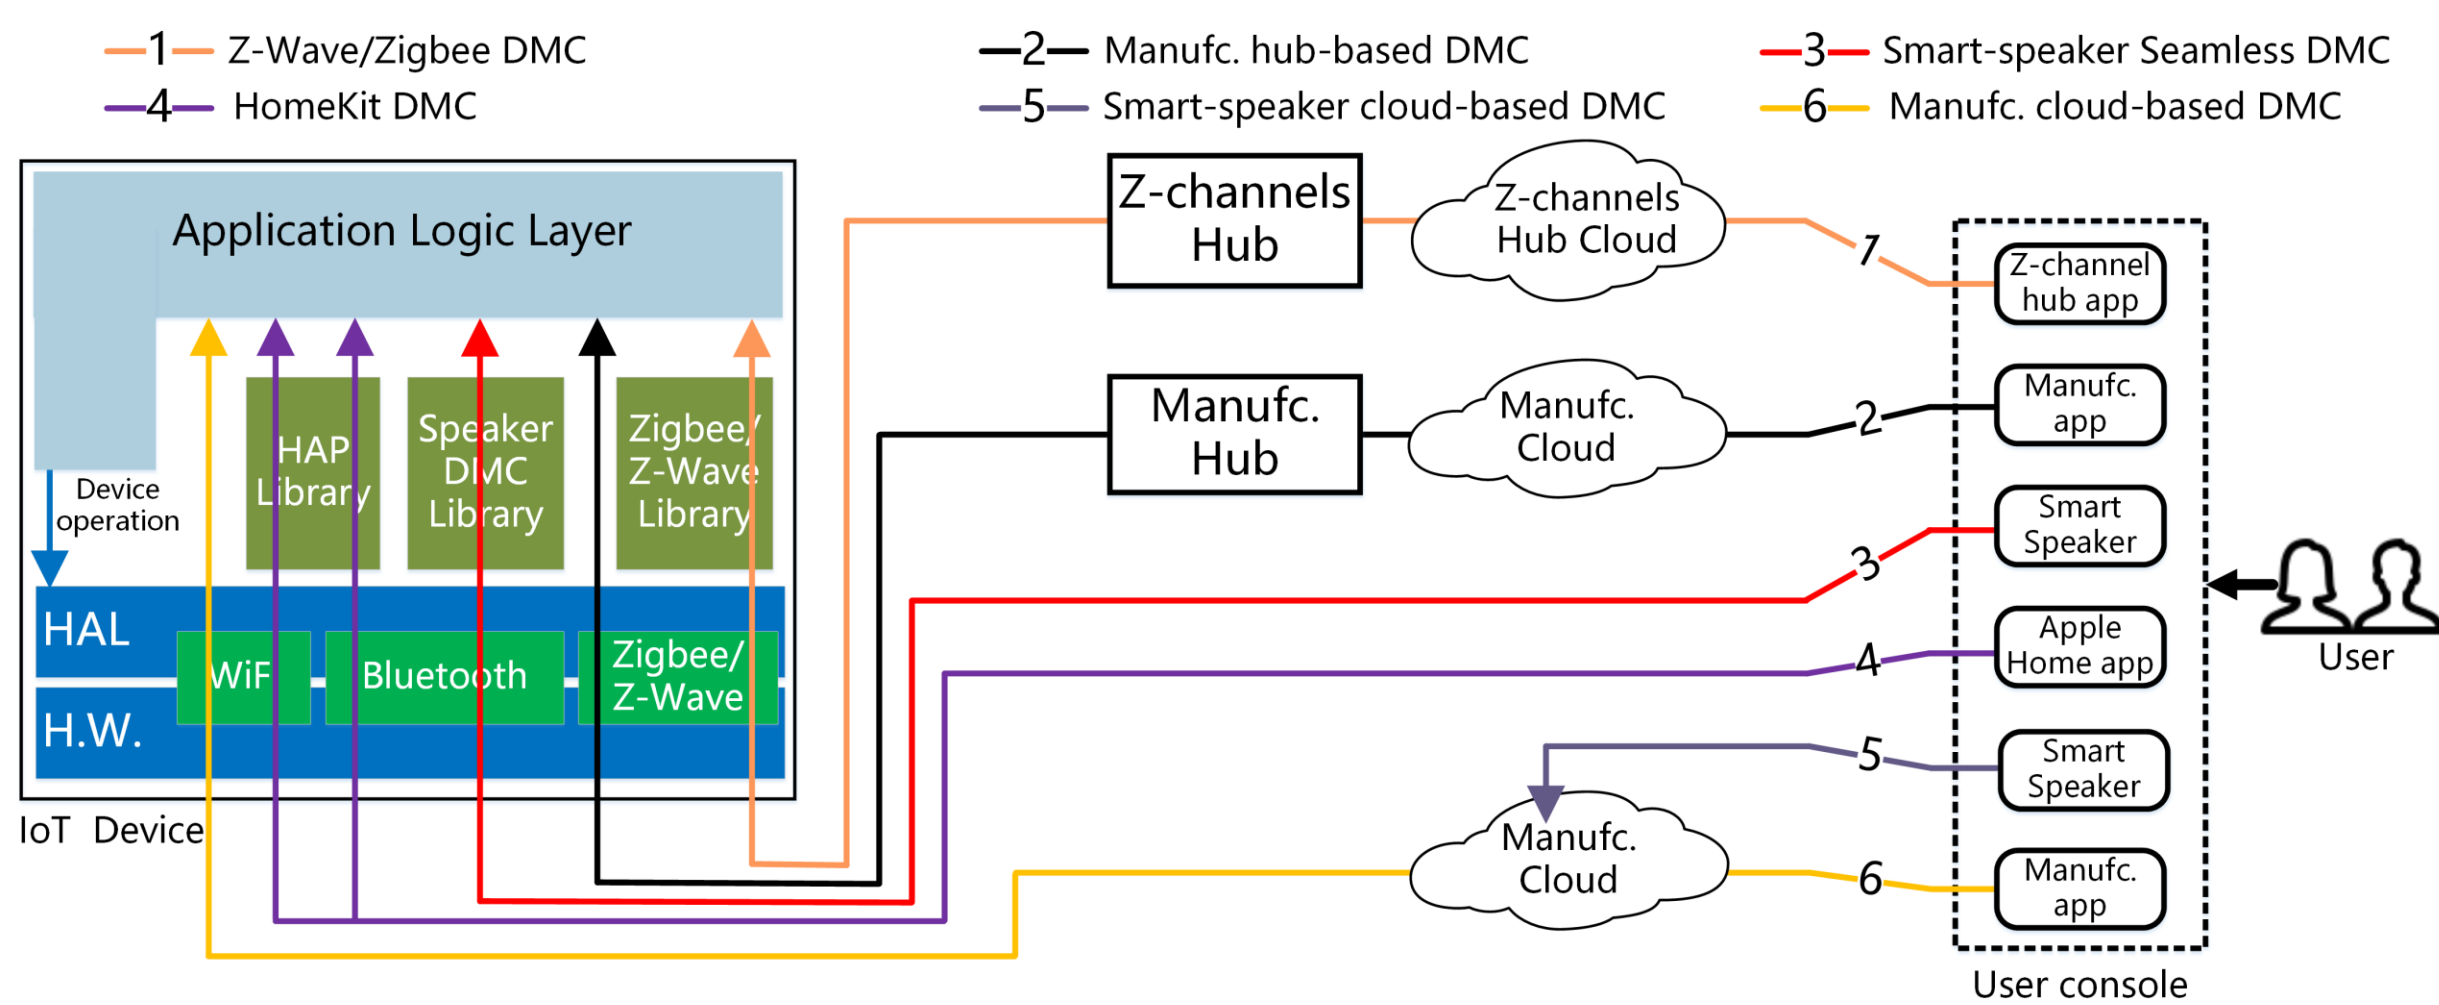 1 Z-Wave/Zigbee DMC
2 Manufc. hub-based DMC
3 Smart-speaker Seamless DMC
4 HomeKit DMC
5 Smart-speaker cloud-based DMC
6 Manufc. cloud-based DMC
Application Logic Layer
Device
operation
HAP
Library
Speaker
DMC
Library
Zigbee/
Z-Wave
Library
HAL
H.W.
WiF
Bluetooth
Zigbee/
Z-Wave
IoT Device
Z-channels
Hub
Z-channels
Hub Cloud
1
Z-channel
hub app
Manufc.
Hub
Manufc.
Cloud
2
Manufc.
app
3
Smart
Speaker
4
Apple
Home app
5
Smart
Speaker
Manufc.
Cloud
6
Manufc.
app
User console
User